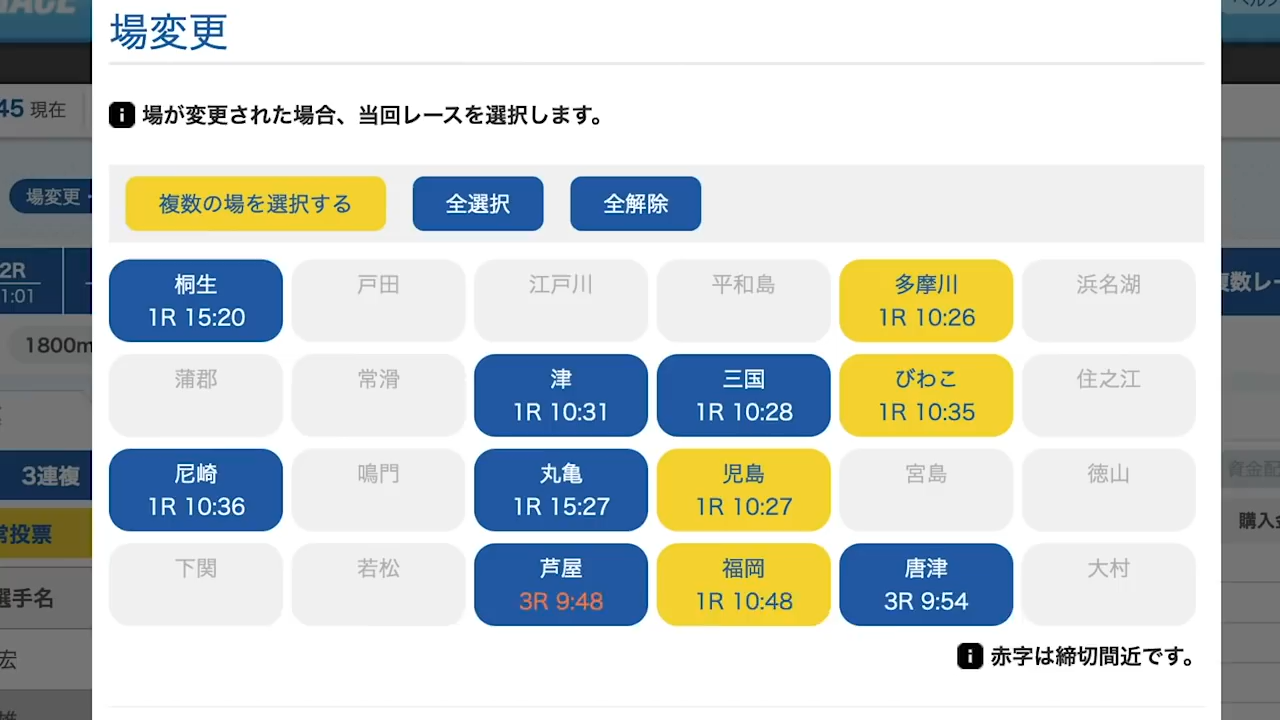 場変更
場が変更された場合、当回レースを選択します。
45 現在
場変更
複数の場を選択する 全選択 全解除
2R
1:01
1800m
桐生 戸田 江戸川 平和島 多摩川 浜名湖
1R 15:20 1R 10:26
蒲郡 常滑 津 三国 びわこ 住之江
1R 10:31 1R 10:28 1R 10:35
尼崎 鳴門 丸亀 児島 宮島 徳山
1R 10:36 1R 15:27 1R 10:27
下関 若松 芦屋 福岡 唐津 大村
3R 9:48 1R 10:48 3R 9:54
赤字は締切間近です。
3連複
常投票
選手名
宏
複数レー
資金配
購入金